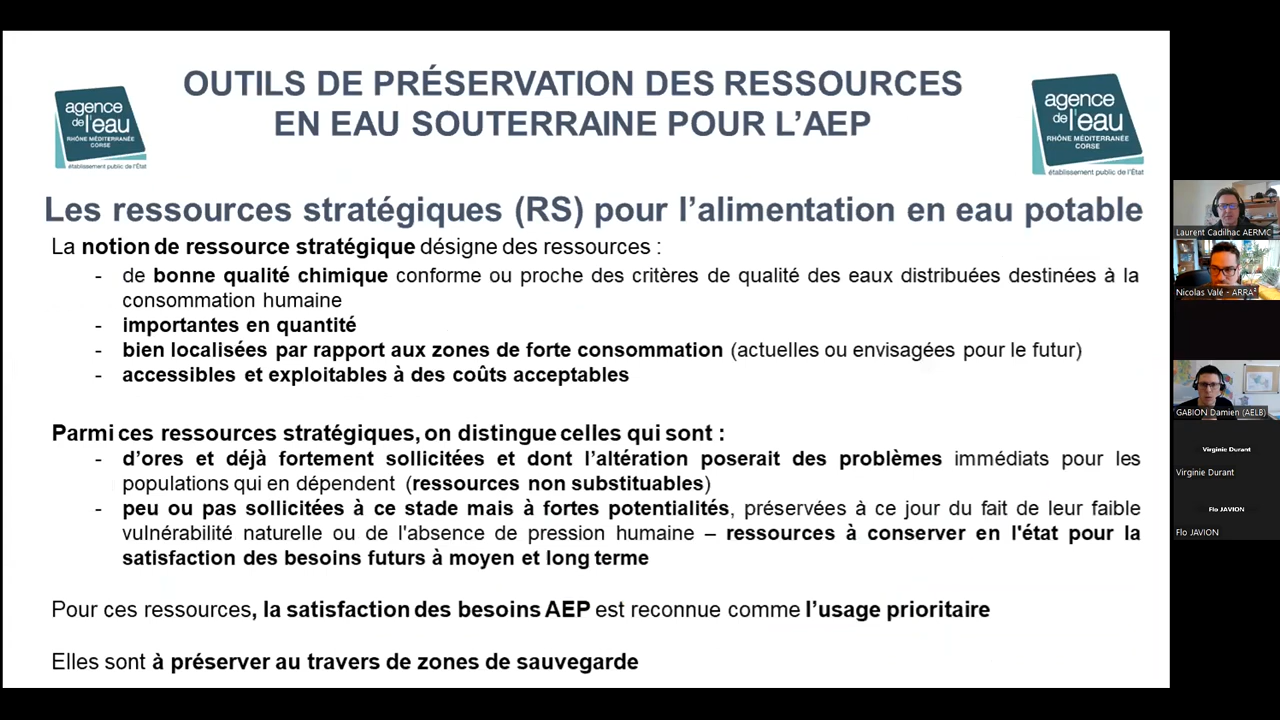 OUTILS DE PRÉSERVATION DES RESSOURCES
EN EAU SOUTERRAINE POUR L'AEP
agence
de l'eau
RHÔNE MÉDITERRANÉE
CORSE
établissement public de l'État
agence
de l'eau
RHÔNE MÉDITERRANÉE
CORSE
établissement public de l'État
Les ressources stratégiques (RS) pour l'alimentation en eau potable
La notion de ressource stratégique désigne des ressources :
- de bonne qualité chimique conforme ou proche des critères de qualité des eaux distribuées destinées à la
consommation humaine
- importantes en quantité
- bien localisées par rapport aux zones de forte consommation (actuelles ou envisagées pour le futur)
- accessibles et exploitables à des coûts acceptables
Parmi ces ressources stratégiques, on distingue celles qui sont :
- d'ores et déjà fortement sollicitées et dont l'altération poserait des problèmes immédiats pour les
populations qui en dépendent (ressources non substituables)
- peu ou pas sollicitées à ce stade mais à fortes potentialités, préservées à ce jour du fait de leur faible
vulnérabilité naturelle ou de l'absence de pression humaine – ressources à conserver en l'état pour la
satisfaction des besoins futurs à moyen et long terme
Pour ces ressources, la satisfaction des besoins AEP est reconnue comme l'usage prioritaire
Elles sont à préserver au travers de zones de sauvegarde
Laurent Cadilhac AERMC
Nicolas Valé - ARRA²
GABION Damien (AELB)
Virginie Durant
Virginie Durant
Flo JAVION
Flo JAVION